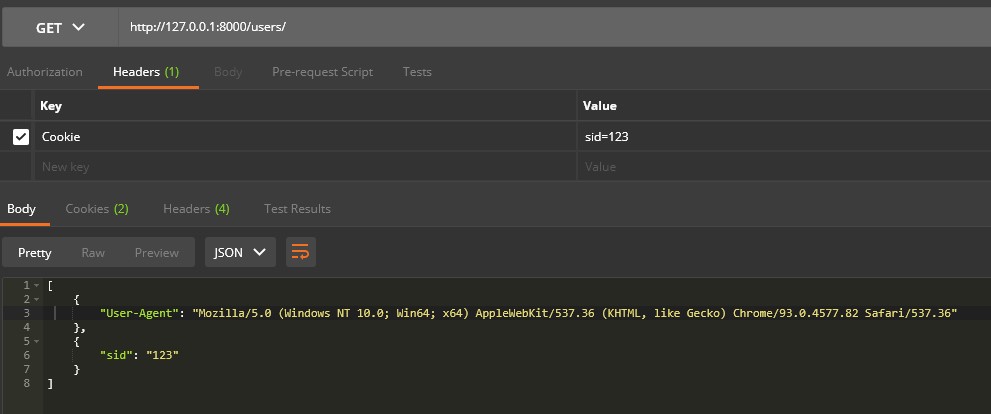 GET http://127.0.0.1:8000/users/
Authorization Headers (1) Body Pre-request Script Tests
Key Value
Cookie sid=123
New key Value
Body Cookies (2) Headers (4) Test Results
Pretty Raw Preview JSON
1 [
2 {
3 "User-Agent": "Mozilla/5.0 (Windows NT 10.0; Win64; x64) AppleWebKit/537.36 (KHTML, like Gecko) Chrome/93.0.4577.82 Safari/537.36"
4 },
5 {
6 "sid": "123"
7 }
8 ]